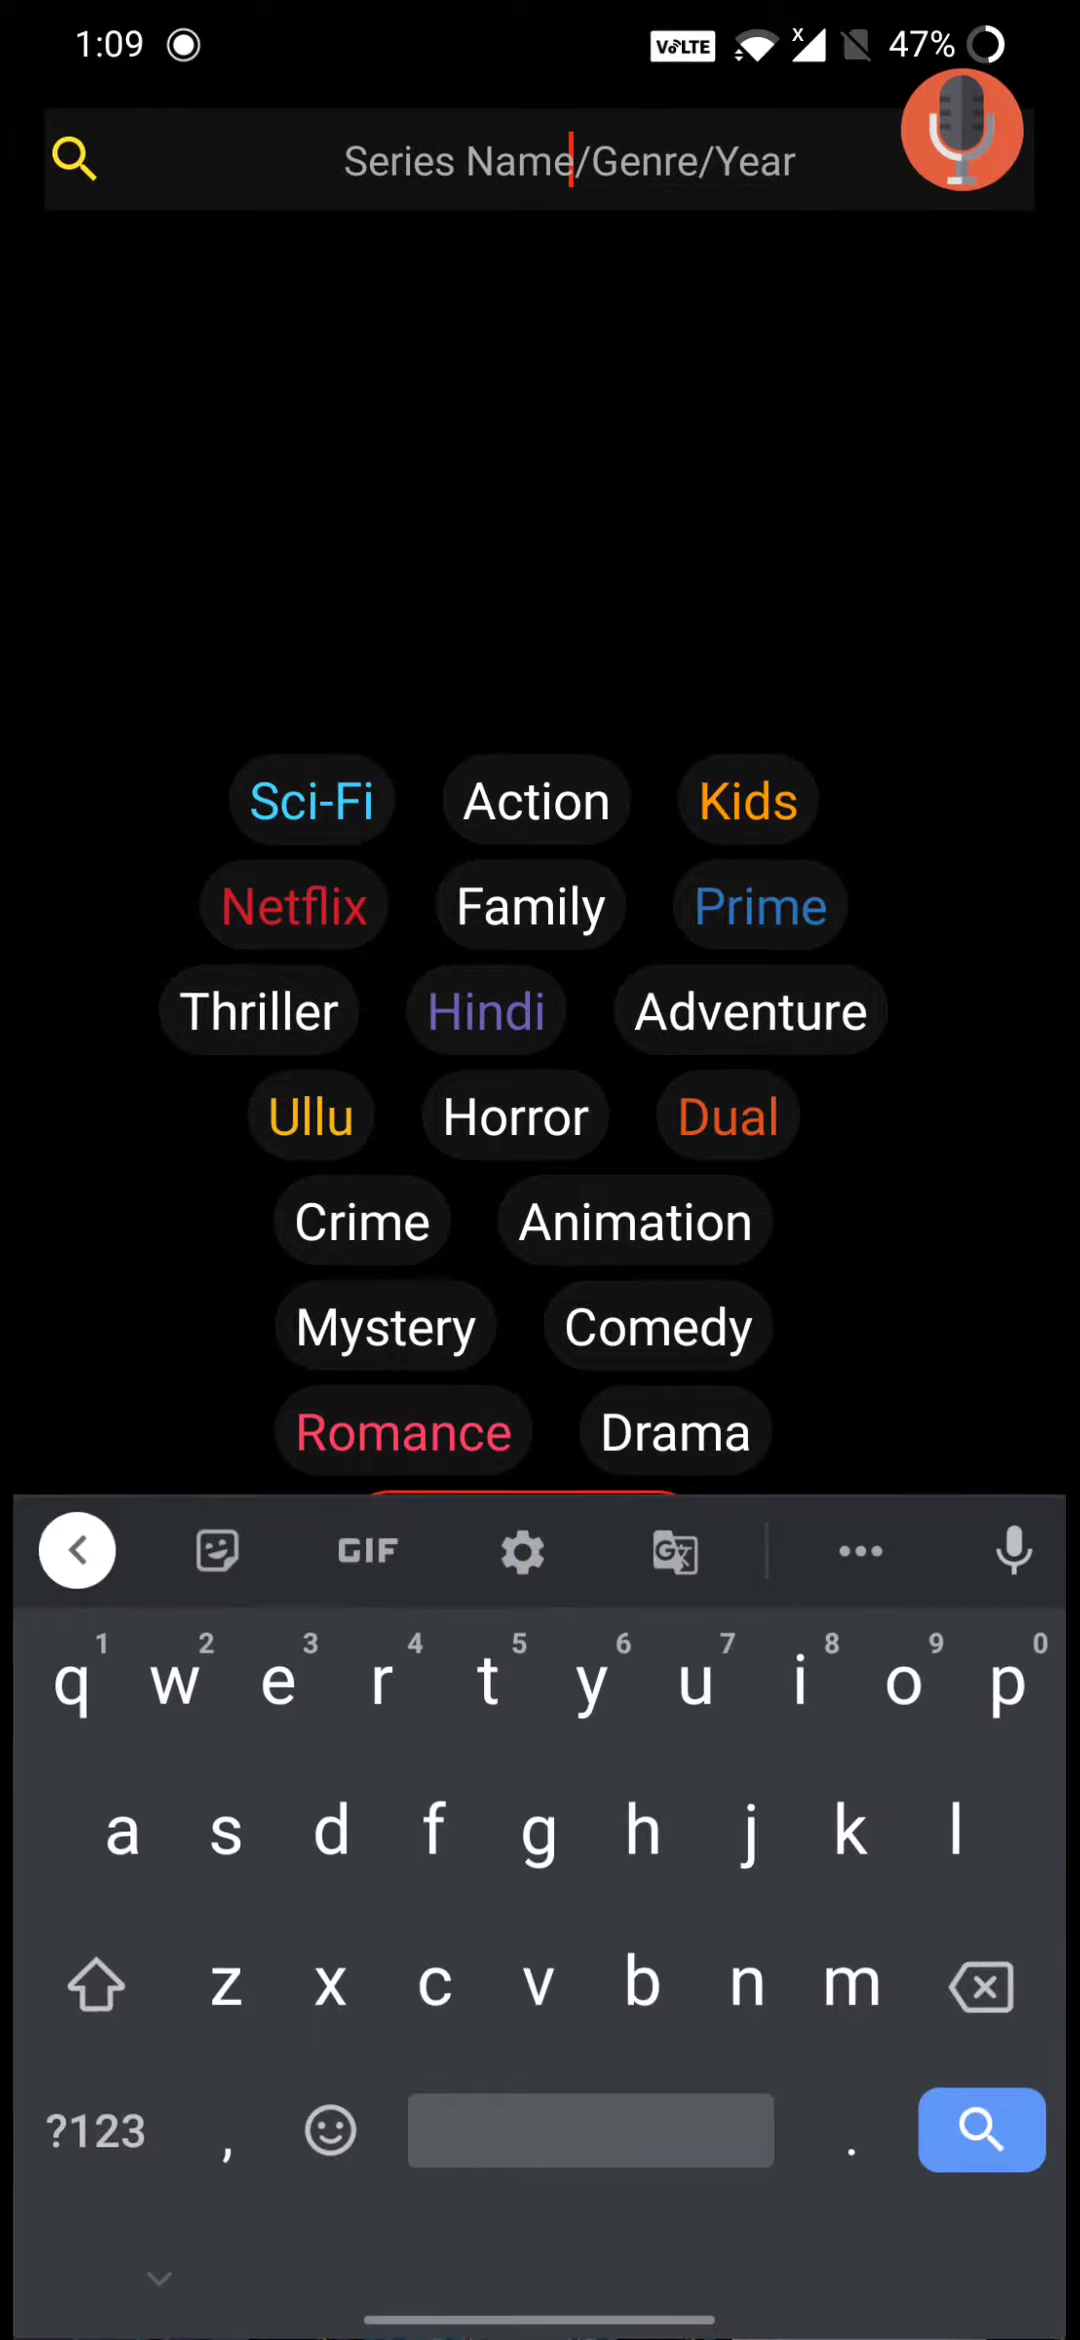 1:09 VoLTE x 47%
Series Name/Genre/Year
Sci-Fi Action Kids
Netflix Family Prime
Thriller Hindi Adventure
Ullu Horror Dual
Crime Animation
Mystery Comedy
Romance Drama
GIF G
1 2 3 4 5 6 7 8 9 0
q w e r t y u i o p
a s d f g h j k l
z x c v b n m
?123 , .